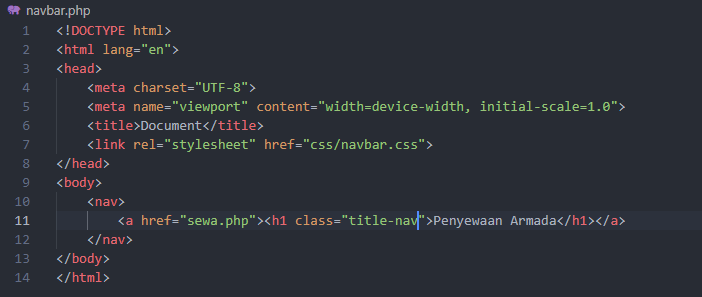 navbar.php
1 <!DOCTYPE html>
2 <html lang="en">
3 <head>
4     <meta charset="UTF-8">
5     <meta name="viewport" content="width=device-width, initial-scale=1.0">
6     <title>Document</title>
7     <link rel="stylesheet" href="css/navbar.css">
8 </head>
9 <body>
10     <nav>
11         <a href="sewa.php"><h1 class="title-nav">Penyewaan Armada</h1></a>
12     </nav>
13 </body>
14 </html>